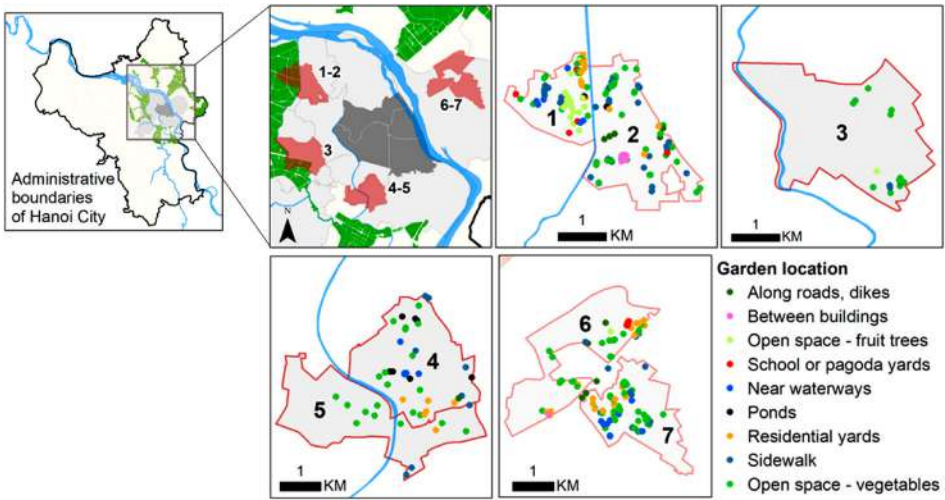 Administrative
boundaries
of Hanoi City
1-2
6-7
3
4-5
N
1
2
1
KM
3
1
KM
4
5
1
KM
6
7
1
KM
Garden location
Along roads, dikes
Between buildings
Open space - fruit trees
School or pagoda yards
Near waterways
Ponds
Residential yards
Sidewalk
Open space - vegetables